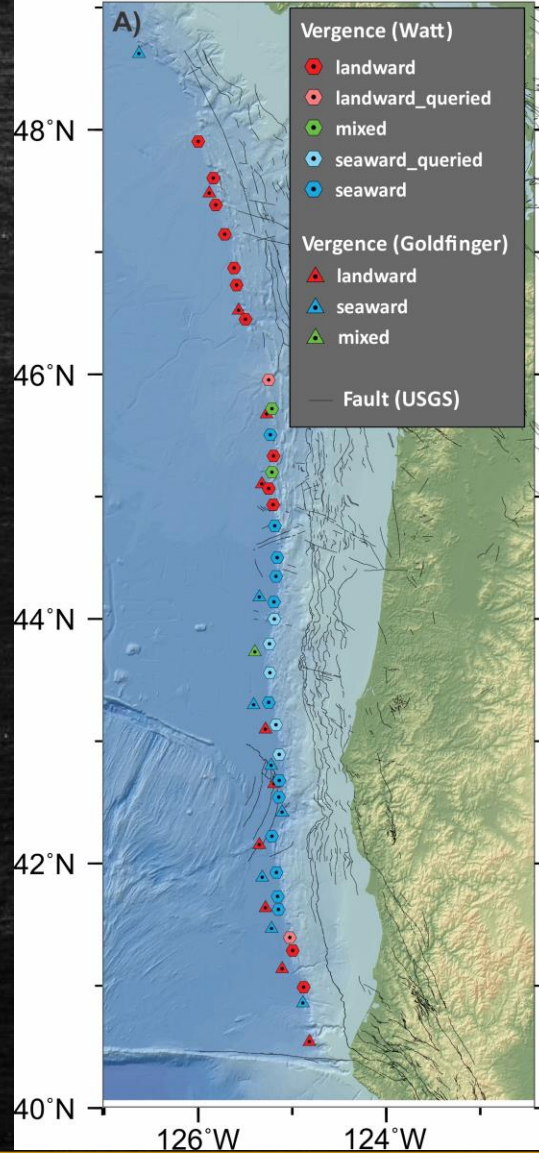 A)
Vergence (Watt)
landward
landward_queried
mixed
seaward_queried
seaward
Vergence (Goldfinger)
landward
seaward
mixed
Fault (USGS)
48°N
46°N
44°N
42°N
40°N
126°W
124°W